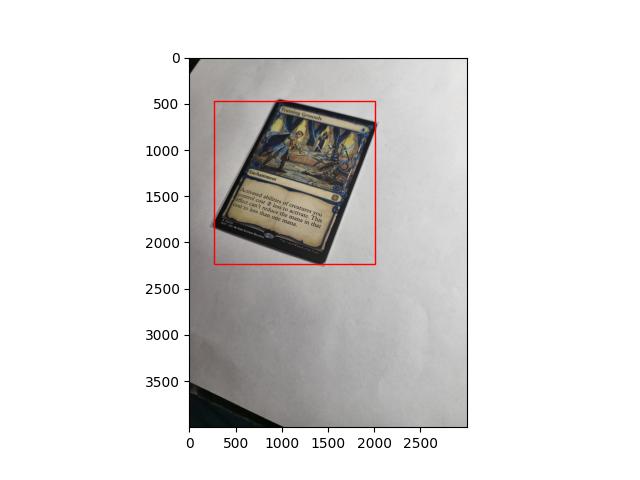 0
500
1000
1500
2000
2500
3000
3500
Training Grounds
Enchantment
Activated abilities of creatures you
control cost 2 less to activate. This
effect can't reduce the mana in that
cost to less than one mana.
0
500
1000
1500
2000
2500